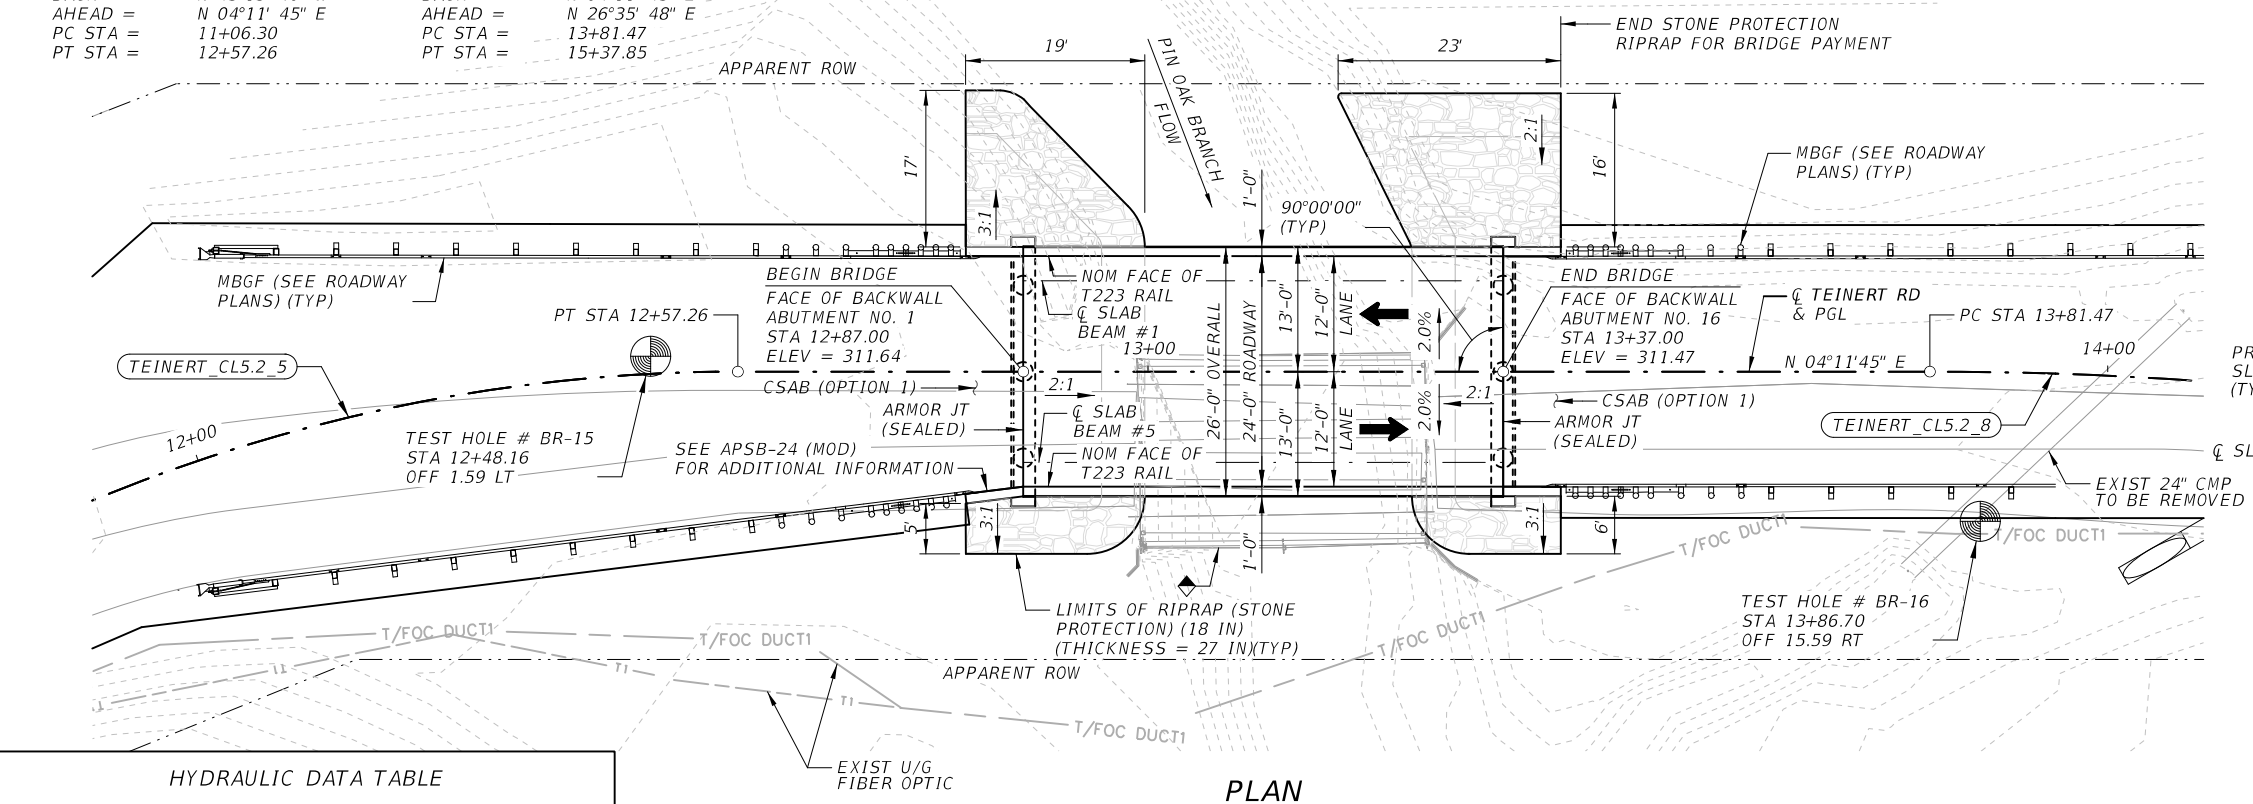 AHEAD = N 04°11' 45" E
PC STA = 11+06.30
PT STA = 12+57.26
AHEAD = N 26°35' 48" E
PC STA = 13+81.47
PT STA = 15+37.85
APPARENT ROW
19'
PIN OAK BRANCH
FLOW
23'
END STONE PROTECTION
RIPRAP FOR BRIDGE PAYMENT
17'
3:1
1'-0"
90°00'00"
(TYP)
2:1
16'
MBGF (SEE ROADWAY
PLANS) (TYP)
MBGF (SEE ROADWAY
PLANS) (TYP)
PT STA 12+57.26
BEGIN BRIDGE
FACE OF BACKWALL
ABUTMENT NO. 1
STA 12+87.00
ELEV = 311.64
NOM FACE OF
T223 RAIL
℄ SLAB
BEAM #1
13+00
26'-0" OVERALL
24'-0" ROADWAY
13'-0"
13'-0"
12'-0"
LANE
12'-0"
LANE
2.0%
2.0%
END BRIDGE
FACE OF BACKWALL
ABUTMENT NO. 16
STA 13+37.00
ELEV = 311.47
℄ TEINERT RD
& PGL
PC STA 13+81.47
N 04°11'45" E
14+00
TEINERT_CL5.2_5
CSAB (OPTION 1)
2:1
2:1
CSAB (OPTION 1)
ARMOR JT
(SEALED)
℄ SLAB
BEAM #5
ARMOR JT
(SEALED)
TEINERT_CL5.2_8
12+00
TEST HOLE # BR-15
STA 12+48.16
OFF 1.59 LT
SEE APSB-24 (MOD)
FOR ADDITIONAL INFORMATION
NOM FACE OF
T223 RAIL
PR
SL
(TY
℄ SL
EXIST 24" CMP
TO BE REMOVED
5'
3:1
1'-0"
3:1
6'
T/FOC DUCT1
T/FOC DUCT1
LIMITS OF RIPRAP (STONE
PROTECTION) (18 IN)
(THICKNESS = 27 IN)(TYP)
TEST HOLE # BR-16
STA 13+86.70
OFF 15.59 RT
T/FOC DUCT1
T/FOC DUCT1
T/FOC DUCT1
T1
T1
T1
APPARENT ROW
T/FOC DUCT1
EXIST U/G
FIBER OPTIC
HYDRAULIC DATA TABLE
PLAN